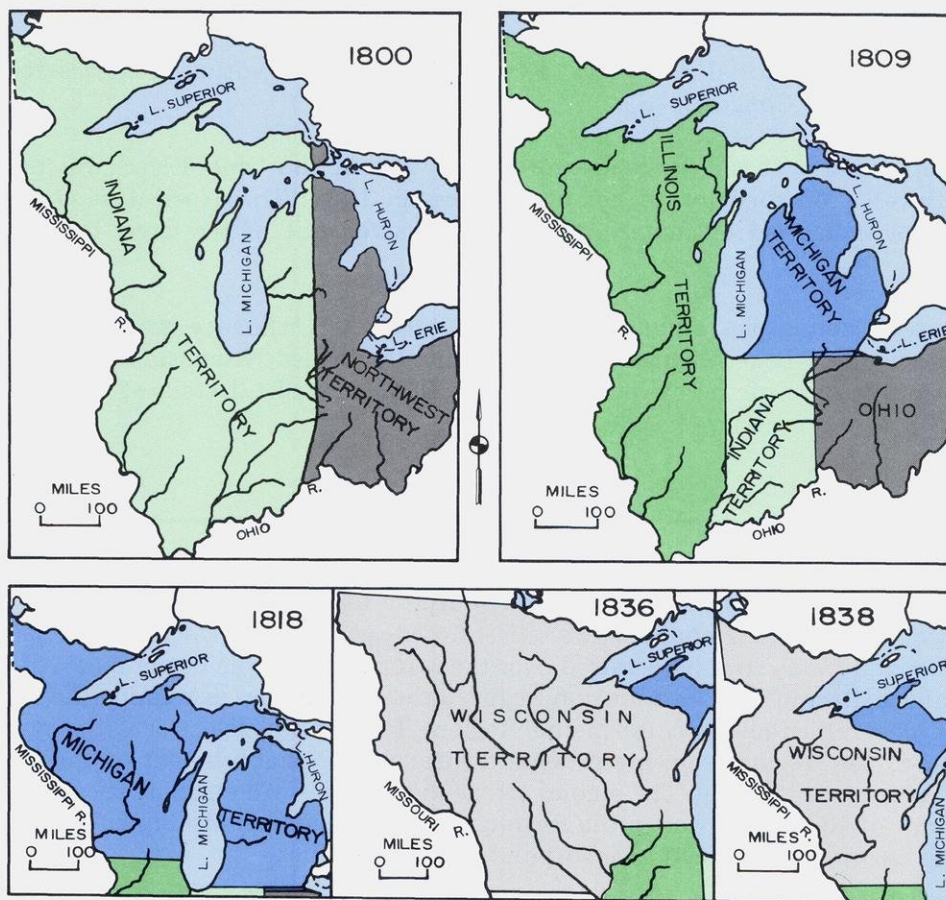 1800
L. SUPERIOR
INDIANA
TERRITORY
MISSISSIPPI
R.
L. MICHIGAN
L. HURON
L. ERIE
NORTHWEST
TERRITORY
MILES
0 100
R.
OHIO
1809
L. SUPERIOR
ILLINOIS
TERRITORY
MISSISSIPPI
R.
L. MICHIGAN
MICHIGAN
TERRITORY
L. HURON
L. ERIE
OHIO
INDIANA
TERRITORY
MILES
0 100
R.
OHIO
1818
L. SUPERIOR
MICHIGAN
TERRITORY
MISSISSIPPI R.
L. MICHIGAN
L. HURON
MILES
0 100
1836
L. SUPERIOR
WISCONSIN
TERRITORY
MISSOURI
R.
MILES
0 100
1838
L. SUPERIOR
WISCONSIN
TERRITORY
MISSISSIPPI R.
L. MICHIGAN
MILES
0 100